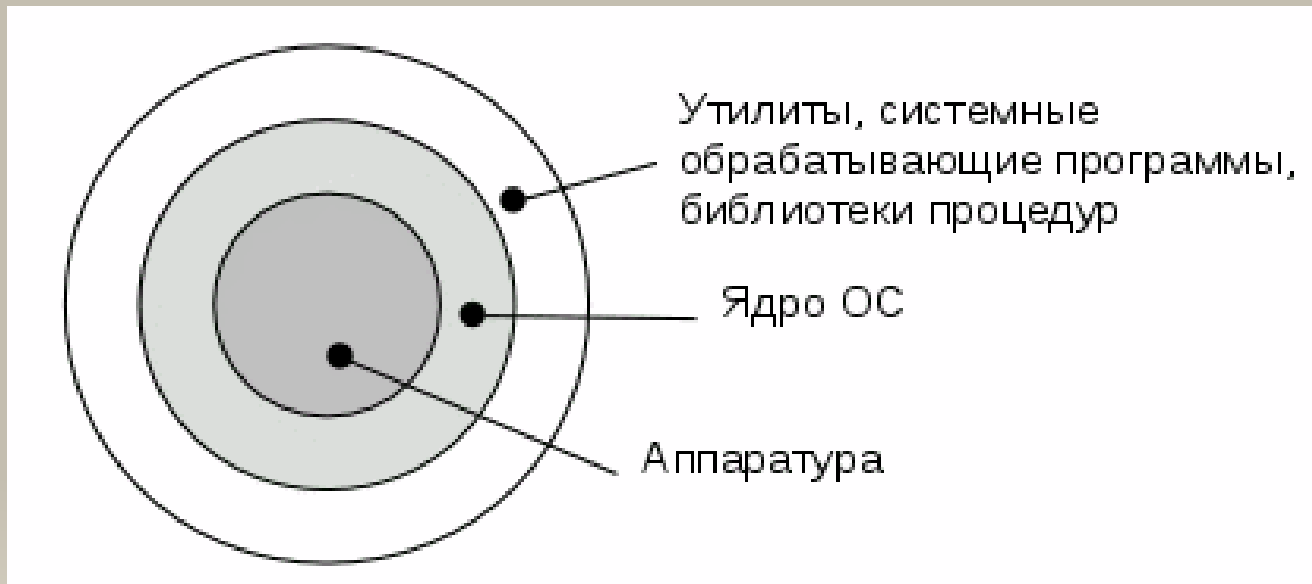 Утилиты, системные
обрабатывающие программы,
библиотеки процедур
Ядро ОС
Аппаратура